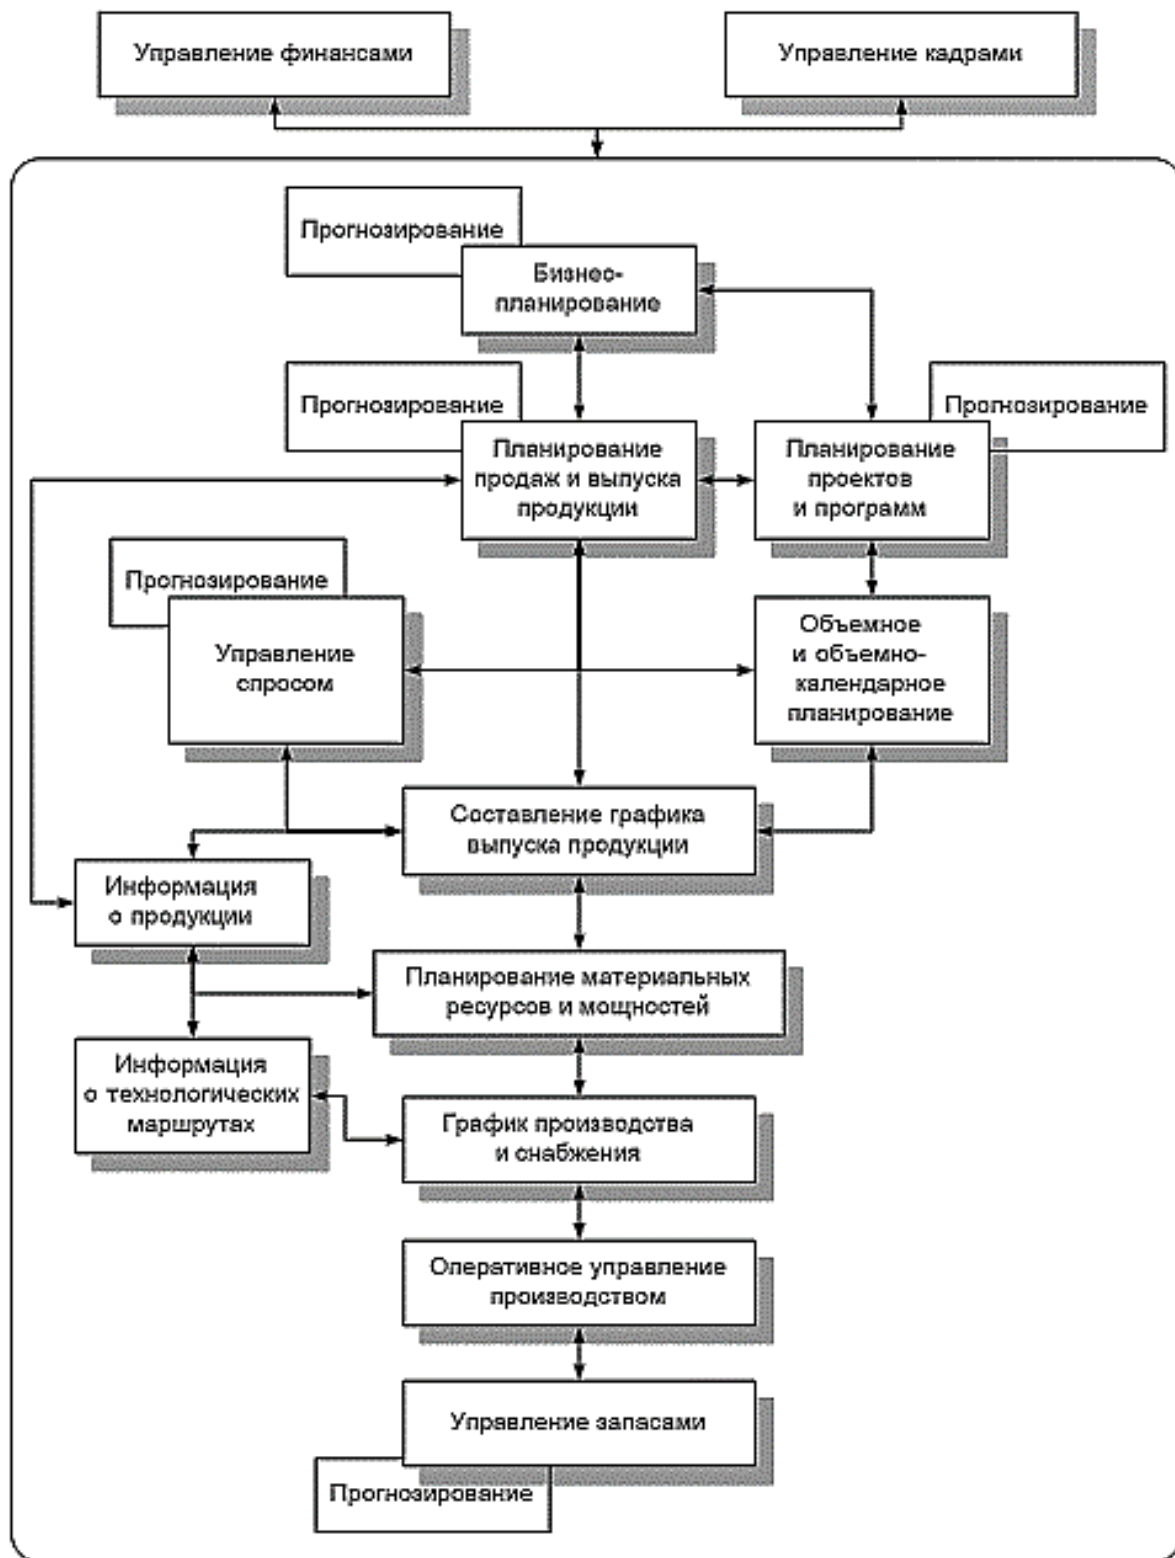 Управление финансами
Управление кадрами
Прогнозирование
Бизнес-
планирование
Прогнозирование
Прогнозирование
Планирование
продаж и выпуска
продукции
Планирование
проектов
и программ
Прогнозирование
Управление
спросом
Объемное
и объемно-
календарное
планирование
Составление графика
выпуска продукции
Информация
о продукции
Планирование материальных
ресурсов и мощностей
Информация
о технологических
маршрутах
График производства
и снабжения
Оперативное управление
производством
Управление запасами
Прогнозирование